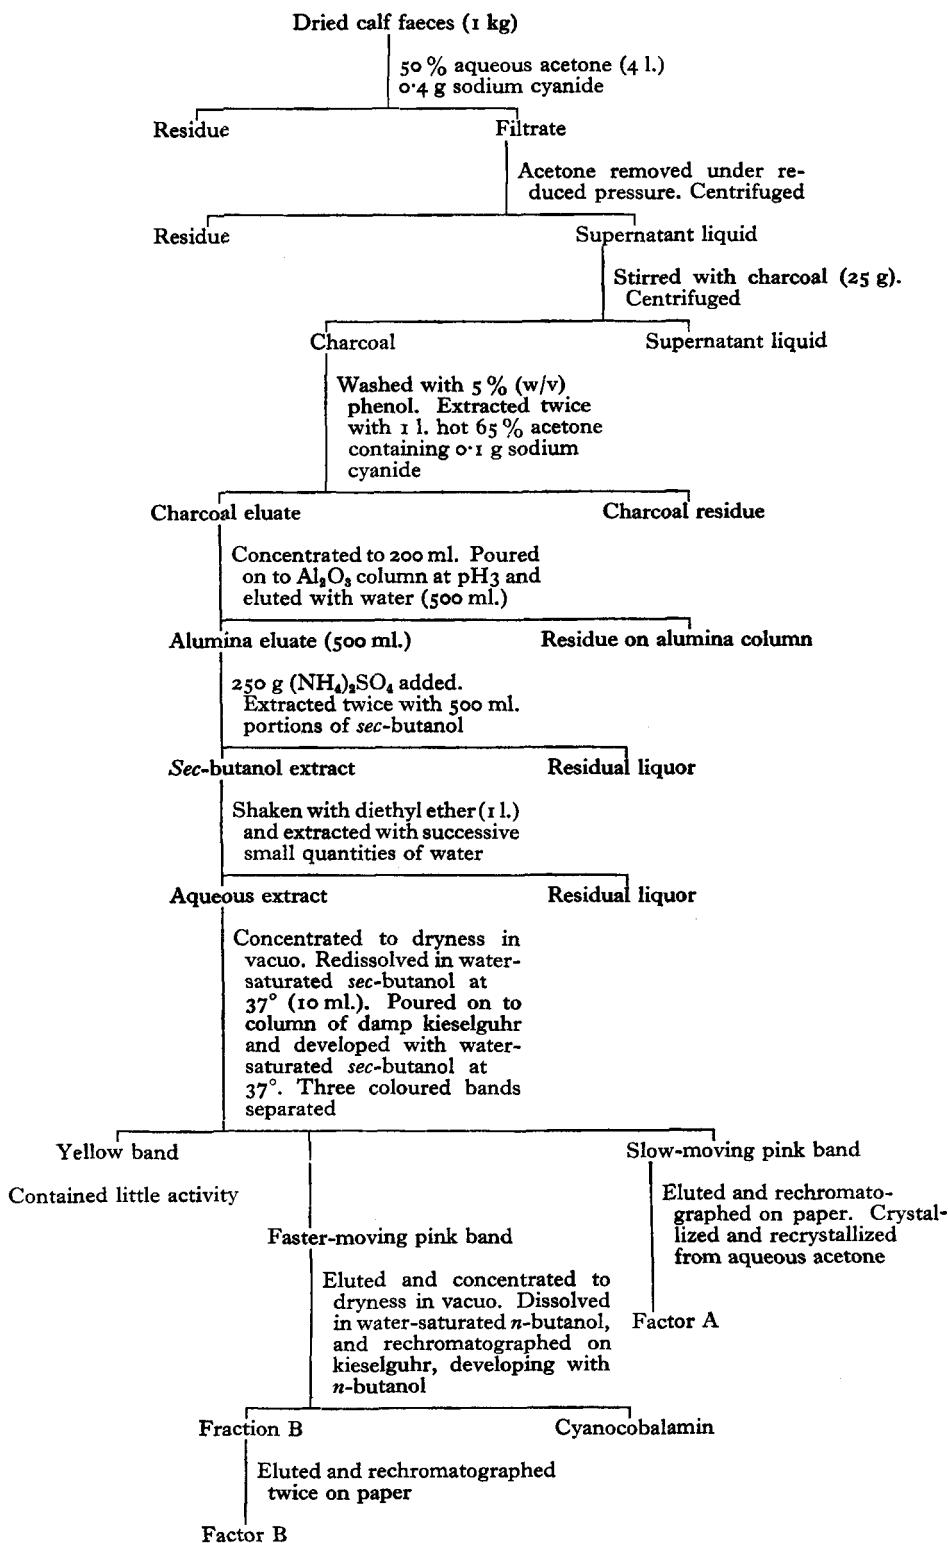 Dried calf faeces (1 kg)
50 % aqueous acetone (4 l.)
0·4 g sodium cyanide
Residue
Filtrate
Acetone removed under re-
duced pressure. Centrifuged
Residue
Supernatant liquid
Stirred with charcoal (25 g).
Centrifuged
Charcoal
Supernatant liquid
Washed with 5 % (w/v)
phenol. Extracted twice
with 1 l. hot 65 % acetone
containing 0·1 g sodium
cyanide
Charcoal eluate
Charcoal residue
Concentrated to 200 ml. Poured
on to Al₂O₃ column at pH3 and
eluted with water (500 ml.)
Alumina eluate (500 ml.)
Residue on alumina column
250 g (NH₄)₂SO₄ added.
Extracted twice with 500 ml.
portions of sec-butanol
Sec-butanol extract
Residual liquor
Shaken with diethyl ether (1 l.)
and extracted with successive
small quantities of water
Aqueous extract
Residual liquor
Concentrated to dryness in
vacuo. Redissolved in water-
saturated sec-butanol at
37° (10 ml.). Poured on to
column of damp kieselguhr
and developed with water-
saturated sec-butanol at
37°. Three coloured bands
separated
Yellow band
Contained little activity
Slow-moving pink band
Eluted and rechromato-
graphed on paper. Crystal-
lized and recrystallized
from aqueous acetone
Factor A
Faster-moving pink band
Eluted and concentrated to
dryness in vacuo. Dissolved
in water-saturated n-butanol,
and rechromatographed on
kieselguhr, developing with
n-butanol
Fraction B
Cyanocobalamin
Eluted and rechromatographed
twice on paper
Factor B